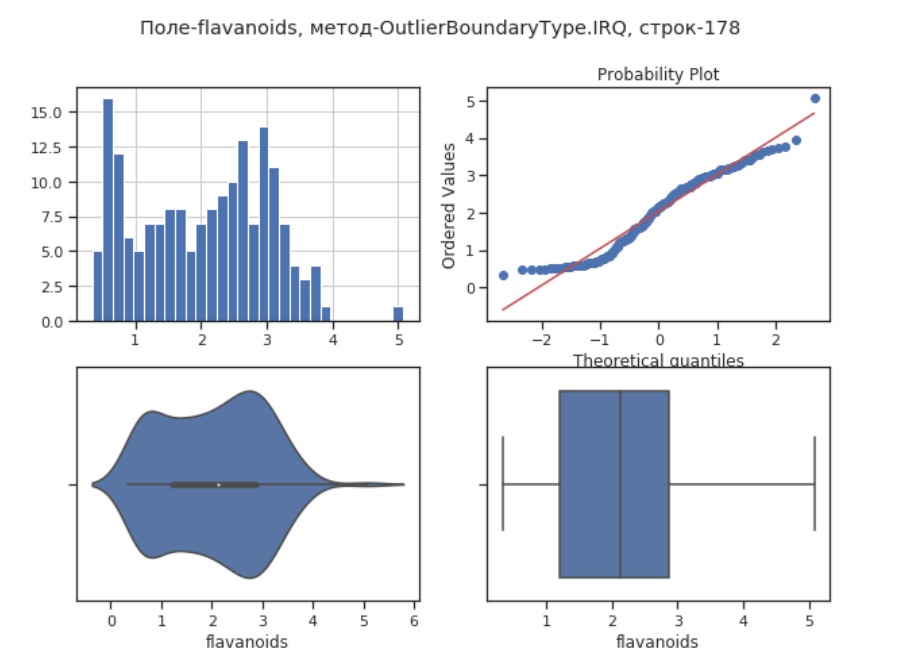 Поле-flavanoids, метод-OutlierBoundaryType.IRQ, строк-178
15.0
12.5
10.0
7.5
5.0
2.5
0.0
1 2 3 4 5
Probability Plot
Ordered Values
5
4
3
2
1
0
−2 −1 0 1 2
Theoretical quantiles
0 1 2 3 4 5 6
flavanoids
1 2 3 4 5
flavanoids